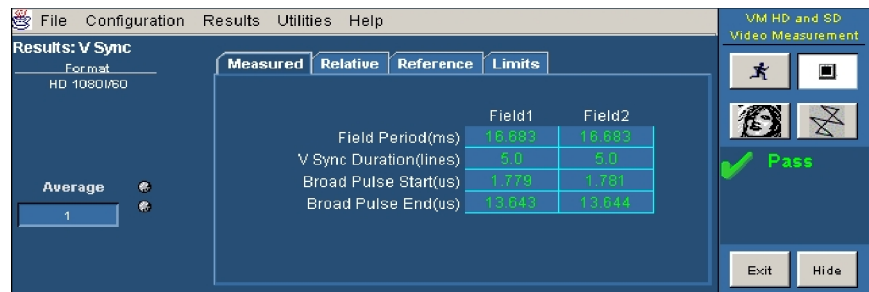 File Configuration Results Utilities Help
VM HD and SD
Video Measurement
Results: V Sync
Format
HD 1080I/60
Measured Relative Reference Limits
Field1 Field2
Field Period(ms) 16.683 16.683
V Sync Duration(lines) 5.0 5.0
Broad Pulse Start(us) 1.779 1.781
Broad Pulse End(us) 13.643 13.644
Average
1
Pass
Exit Hide